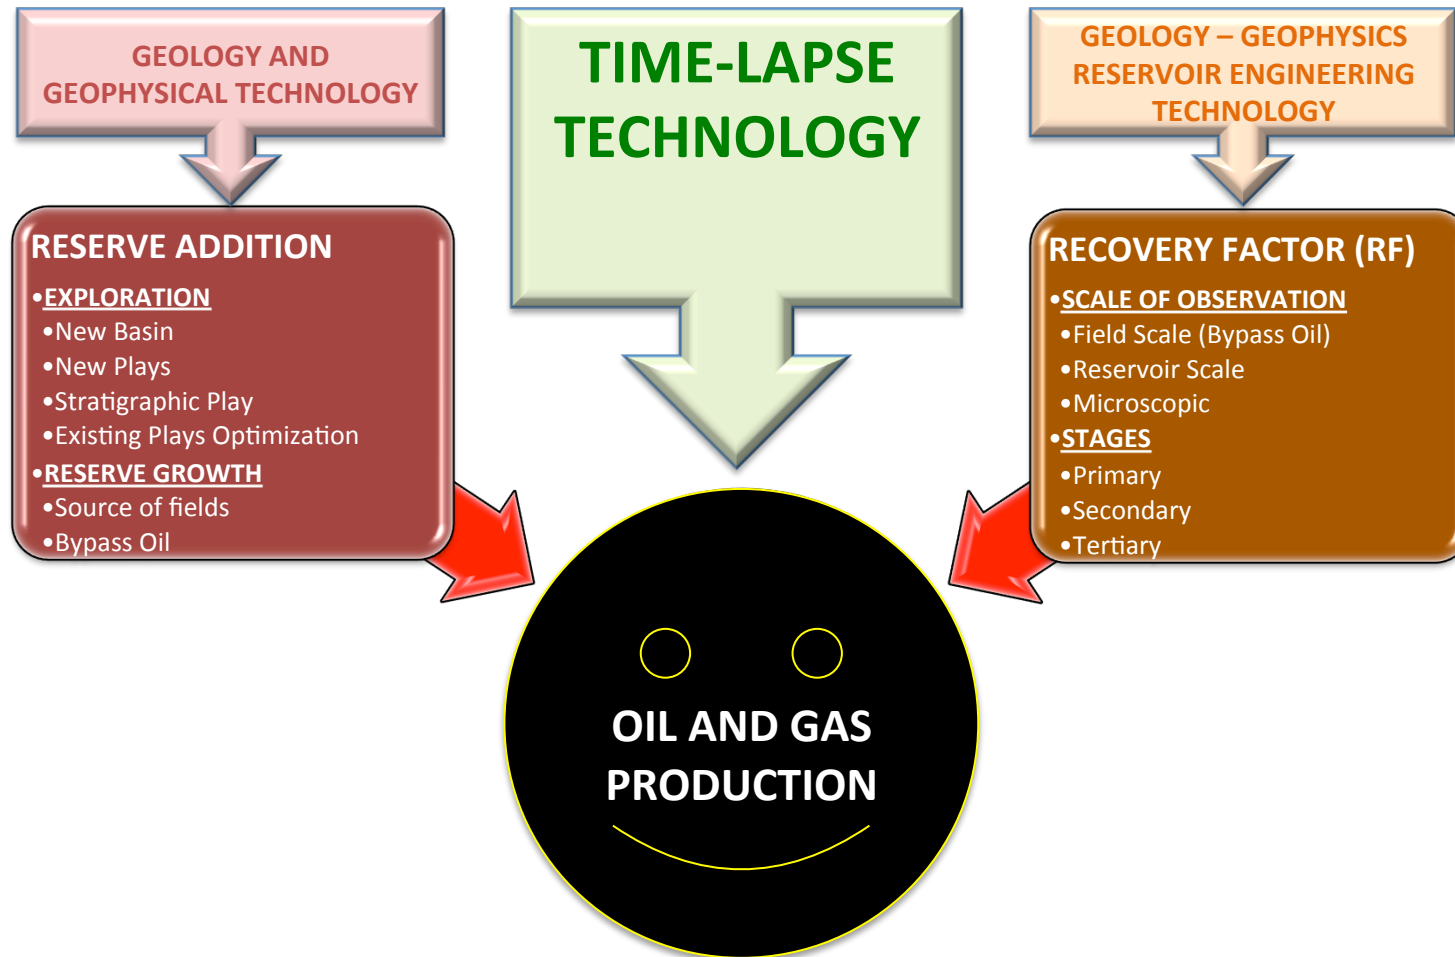 GEOLOGY AND
GEOPHYSICAL TECHNOLOGY
TIME-LAPSE
TECHNOLOGY
GEOLOGY – GEOPHYSICS
RESERVOIR ENGINEERING
TECHNOLOGY
RESERVE ADDITION
•EXPLORATION
•New Basin
•New Plays
•Stratigraphic Play
•Existing Plays Optimization
•RESERVE GROWTH
•Source of fields
•Bypass Oil
RECOVERY FACTOR (RF)
•SCALE OF OBSERVATION
•Field Scale (Bypass Oil)
•Reservoir Scale
•Microscopic
•STAGES
•Primary
•Secondary
•Tertiary
OIL AND GAS
PRODUCTION